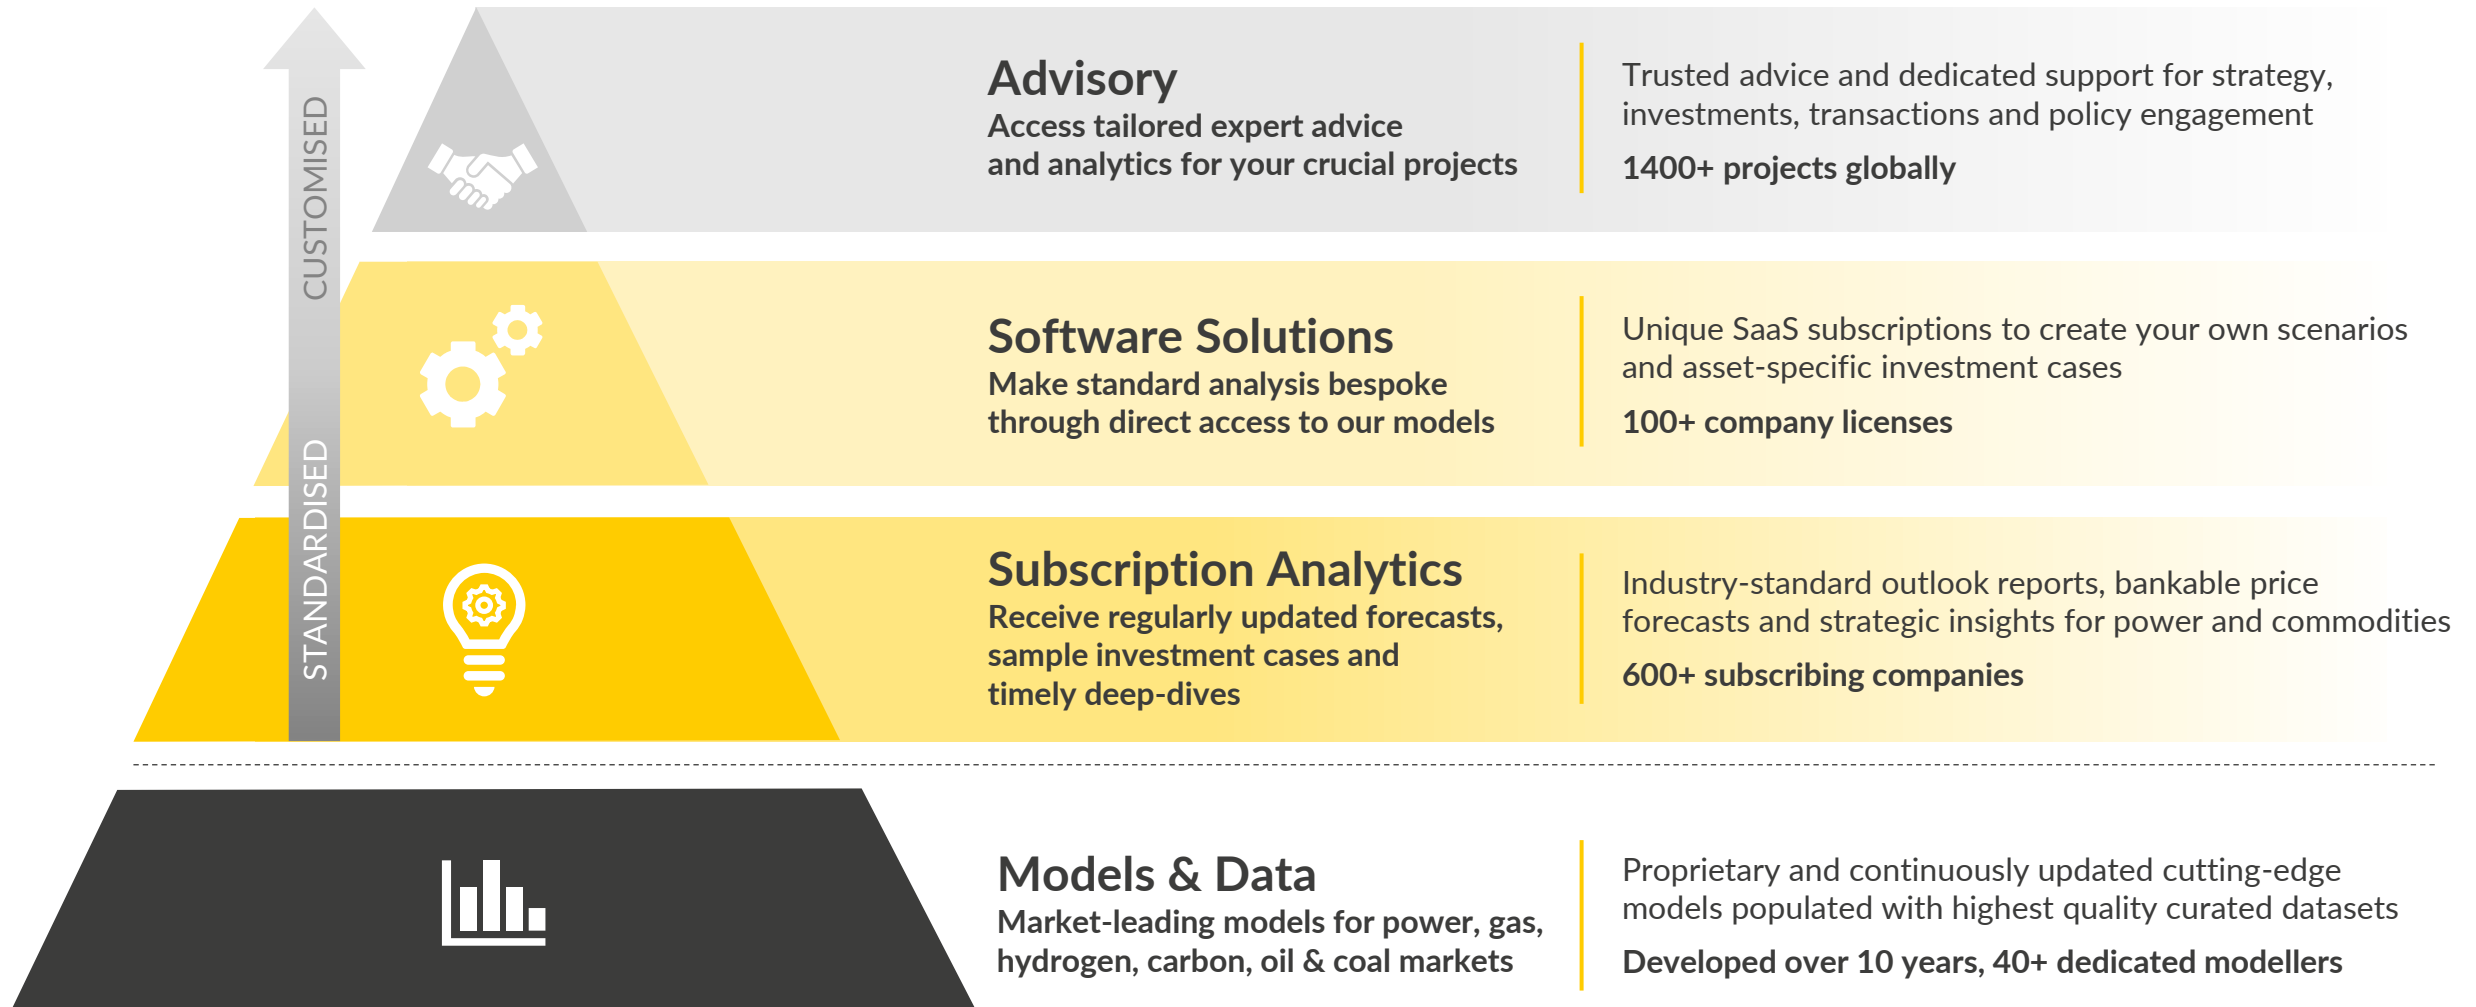 CUSTOMISED
STANDARDISED
Advisory
Access tailored expert advice
and analytics for your crucial projects
Trusted advice and dedicated support for strategy,
investments, transactions and policy engagement
1400+ projects globally
Software Solutions
Make standard analysis bespoke
through direct access to our models
Unique SaaS subscriptions to create your own scenarios
and asset-specific investment cases
100+ company licenses
Subscription Analytics
Receive regularly updated forecasts,
sample investment cases and
timely deep-dives
Industry-standard outlook reports, bankable price
forecasts and strategic insights for power and commodities
600+ subscribing companies
Models & Data
Market-leading models for power, gas,
hydrogen, carbon, oil & coal markets
Proprietary and continuously updated cutting-edge
models populated with highest quality curated datasets
Developed over 10 years, 40+ dedicated modellers